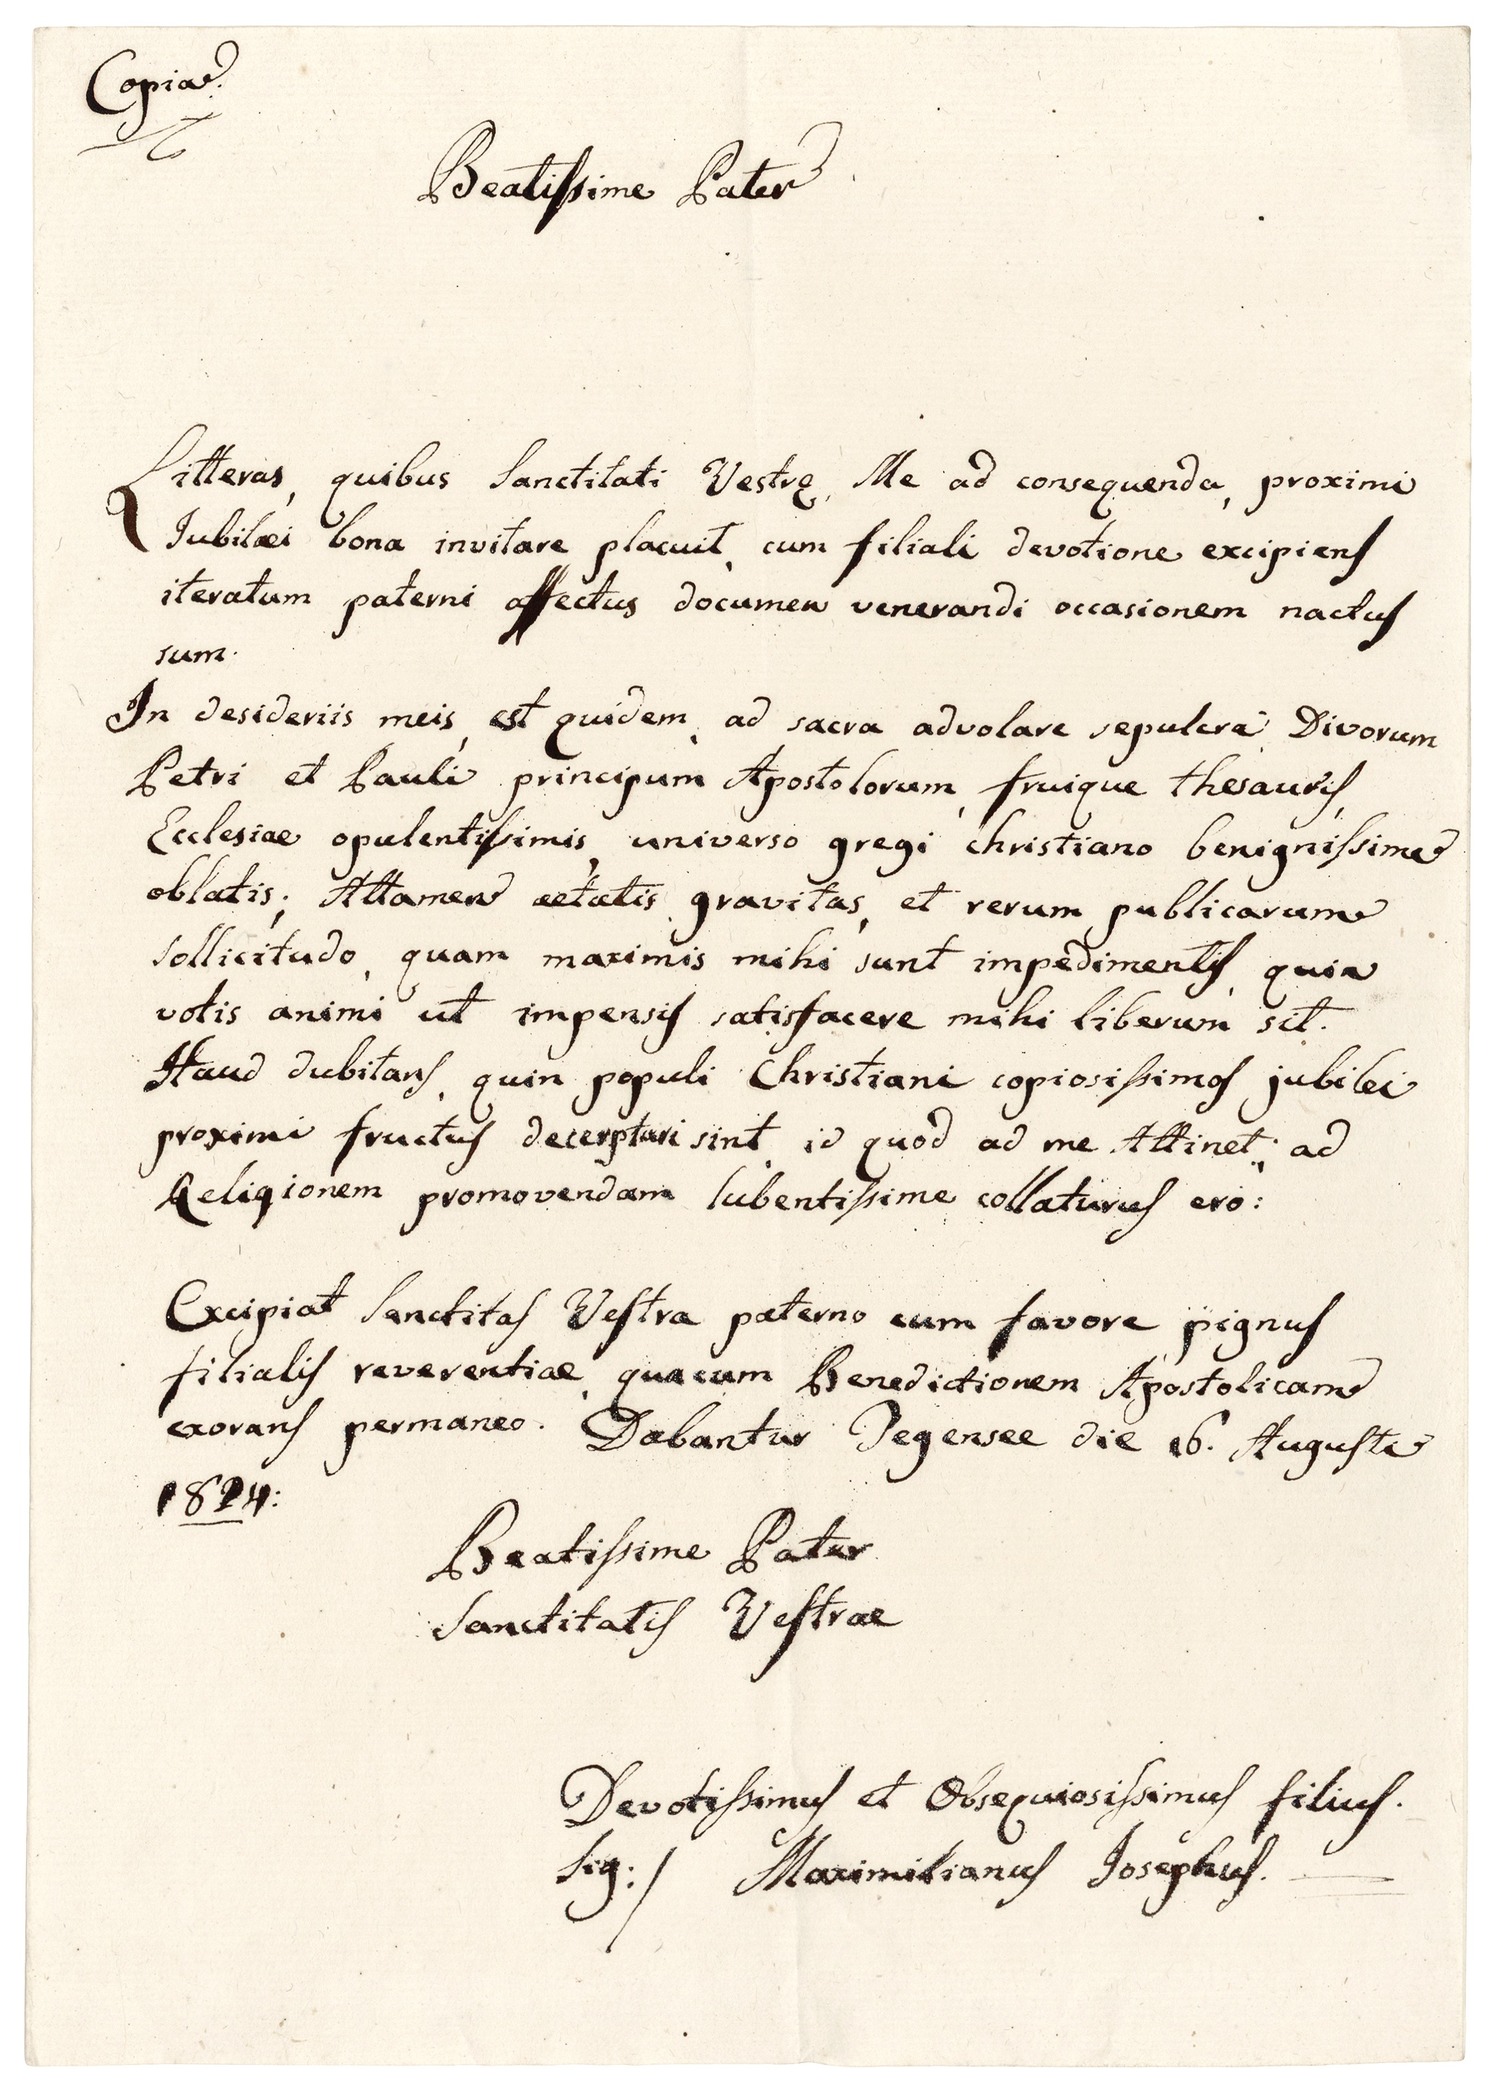 Copia.
Beatissime Pater
Litteras, quibus Sanctitati Vestrę, Me ad consequenda, proximi
Jubilaei bona invitare placuit, cum filiali devotione excipiens
iteratum paterni affectus documen venerandi occasionem nactus
sum.
In desideriis meis, est quidem, ad sacra advolare sepulcra Divorum
Petri et Pauli principum Apostolorum, fruique thesauris,
Ecclesiae opulentissimis, universo gregi christiano benignissime
oblatis; Attamen aetatis gravitas, et rerum publicarum
sollicitudo, quam maximis mihi sunt impedimentis, quia
votis animi ut impensis satisfacere mihi liberum sit.
Haud dubitans, quin populi Christiani copiosissimos jubilei
proximi fructus decerpturi sint, id quod ad me Attinet; ad
Religionem promovendam lubentissime collaturus ero:
Excipiat Sanctitas Vestra paterno cum favore pignus
filialis reverentiae, quacum Benedictionem Apostolicam
exorans permaneo. Dabantur Tegensee die 16. Augusti
1824:
Beatissime Pater
Sanctitatis Vestrae
Devotissimus et Obsequiosissimus filius.
Sig:/ Maximilianus Josephus.